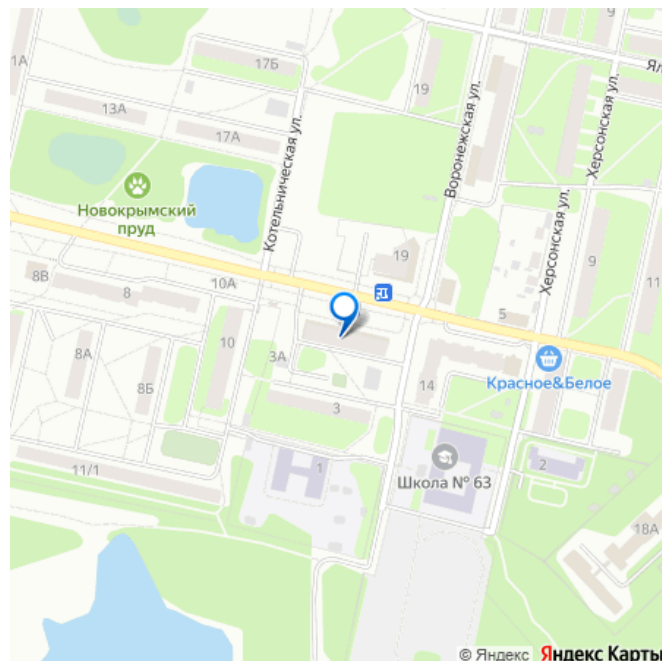 17Б
1А
19
Ял
13А
17А
Котельническая ул.
Воронежская ул.
Херсонская ул.
Херсонская ул.
Новокрымский
пруд
19
9
11
8В
10А
8
5
10
8А
3А
Красное&Белое
8Б
14
3
11/1
1
Школа № 63
2
18А
© Яндекс Яндекс Карты